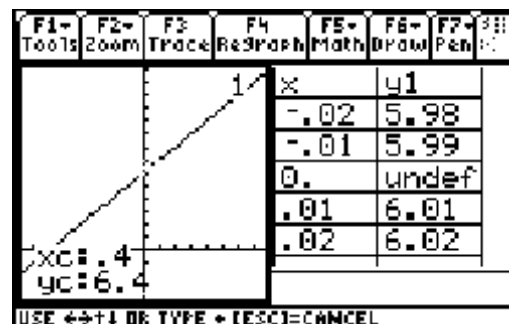 F1 F2 F3 F4 F5 F6 F7
Tools Zoom Trace ReGraph Math Draw Pen
1
x y1
-.02 5.98
-.01 5.99
0. undef
.01 6.01
.02 6.02
xc:.4
yc:6.4
USE ←→↑↓ OR TYPE + [ESC]=CANCEL